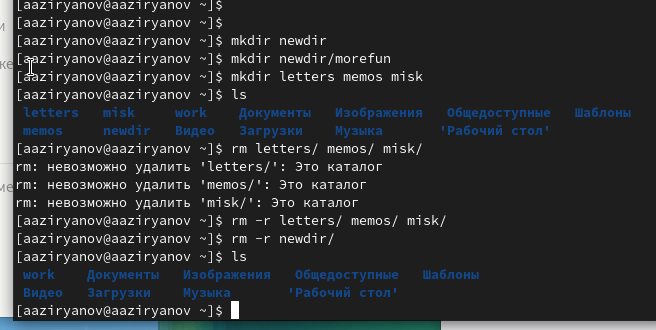 [aaziryanov@aaziryanov ~]$
[aaziryanov@aaziryanov ~]$
[aaziryanov@aaziryanov ~]$ mkdir newdir
[aaziryanov@aaziryanov ~]$ mkdir newdir/morefun
[aaziryanov@aaziryanov ~]$ mkdir letters memos misk
[aaziryanov@aaziryanov ~]$ ls
letters misk work Документы Изображения Общедоступные Шаблоны
memos newdir Видео Загрузки Музыка 'Рабочий стол'
[aaziryanov@aaziryanov ~]$ rm letters/ memos/ misk/
rm: невозможно удалить 'letters/': Это каталог
rm: невозможно удалить 'memos/': Это каталог
rm: невозможно удалить 'misk/': Это каталог
[aaziryanov@aaziryanov ~]$ rm -r letters/ memos/ misk/
[aaziryanov@aaziryanov ~]$ rm -r newdir/
[aaziryanov@aaziryanov ~]$ ls
work Документы Изображения Общедоступные Шаблоны
Видео Загрузки Музыка 'Рабочий стол'
[aaziryanov@aaziryanov ~]$